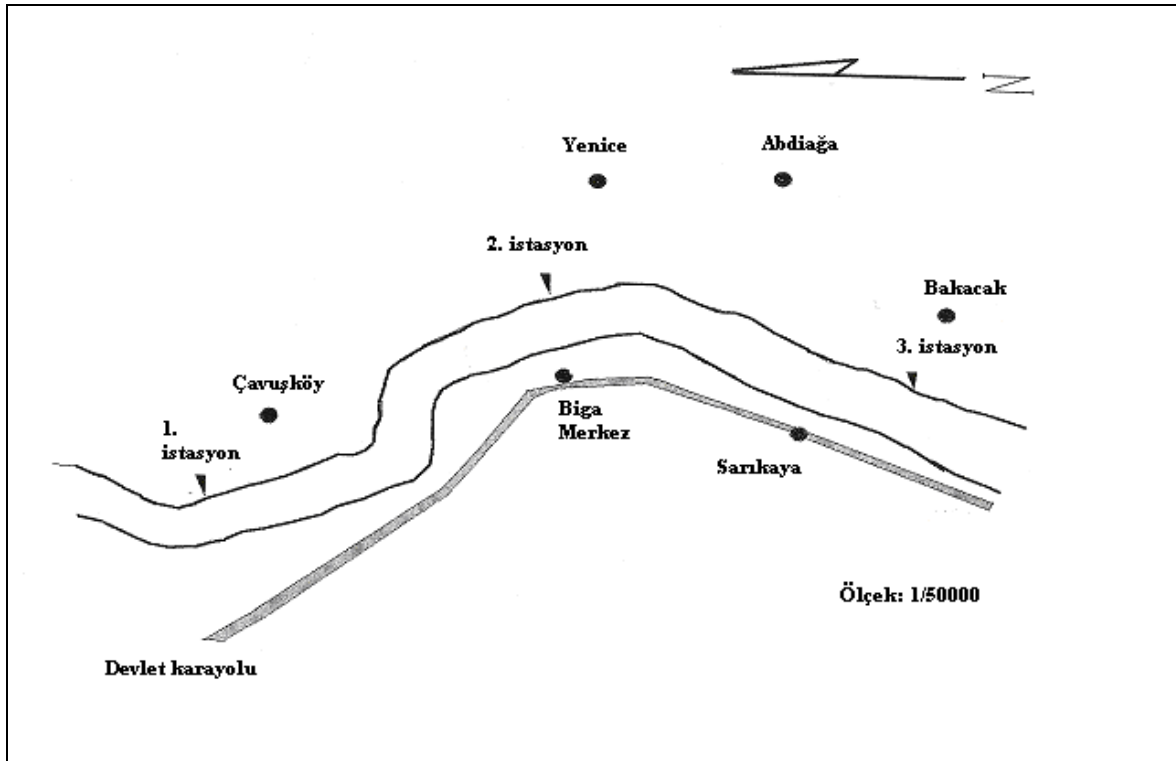 N
Yenice
Abdiağa
2. istasyon
Bakacak
3. istasyon
Çavuşköy
1.
istasyon
Biga
Merkez
Sarıkaya
Ölçek: 1/50000
Devlet karayolu